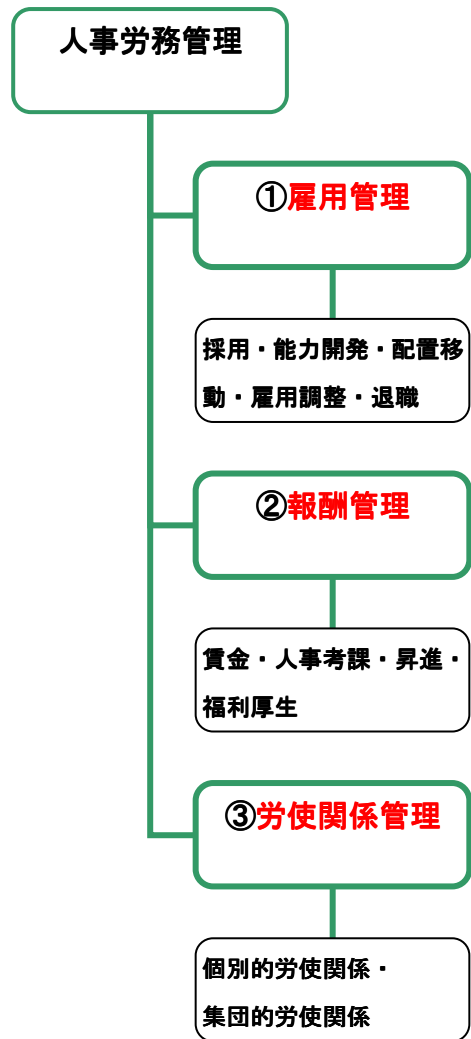 人事労務管理
①雇用管理
採用・能力開発・配置移
動・雇用調整・退職
②報酬管理
賃金・人事考課・昇進・
福利厚生
③労使関係管理
個別的労使関係・
集団的労使関係